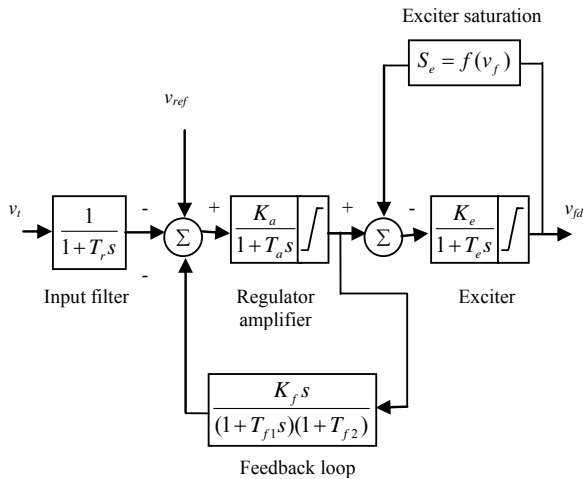 Exciter saturation
S_e = f(v_f)
v_ref
v_t
-
+
+
-
v_fd
1
1+T_r s
Σ
K_a
1+T_a s
Σ
K_e
1+T_e s
-
Input filter
Regulator
amplifier
Exciter
K_f s
(1+T_f1 s)(1+T_f2)
Feedback loop